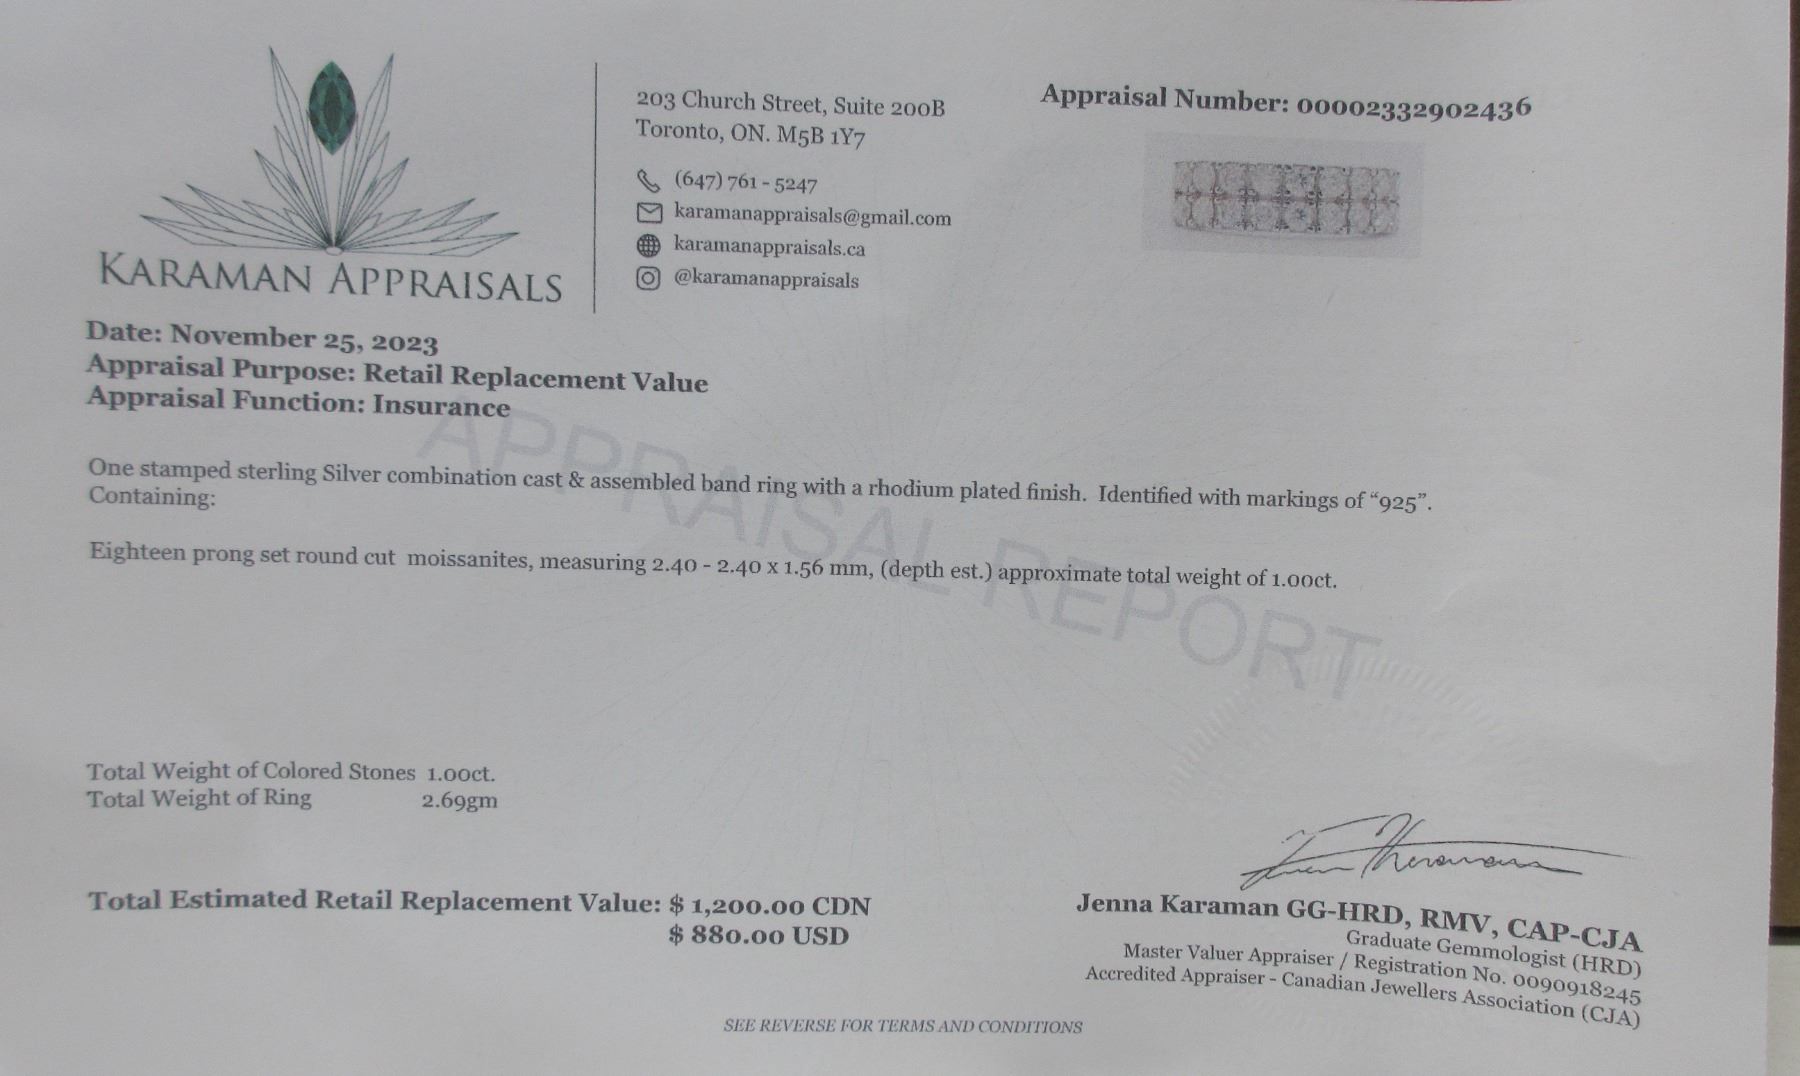 KARAMAN APPRAISALS
203 Church Street, Suite 200B
Toronto, ON. M5B 1Y7
(647) 761 - 5247
karamanappraisals@gmail.com
karamanappraisals.ca
@karamanappraisals
Appraisal Number: 00002332902436
Date: November 25, 2023
Appraisal Purpose: Retail Replacement Value
Appraisal Function: Insurance
One stamped sterling Silver combination cast & assembled band ring with a rhodium plated finish. Identified with markings of “925”.
Containing:
Eighteen prong set round cut moissanites, measuring 2.40 - 2.40 x 1.56 mm, (depth est.) approximate total weight of 1.00ct.
APPRAISAL REPORT
Total Weight of Colored Stones 1.00ct.
Total Weight of Ring 2.69gm
Total Estimated Retail Replacement Value: $ 1,200.00 CDN
$ 880.00 USD
Jenna Karaman GG-HRD, RMV, CAP-CJA
Graduate Gemmologist (HRD)
Master Valuer Appraiser / Registration No. 0090918245
Accredited Appraiser - Canadian Jewellers Association (CJA)
SEE REVERSE FOR TERMS AND CONDITIONS